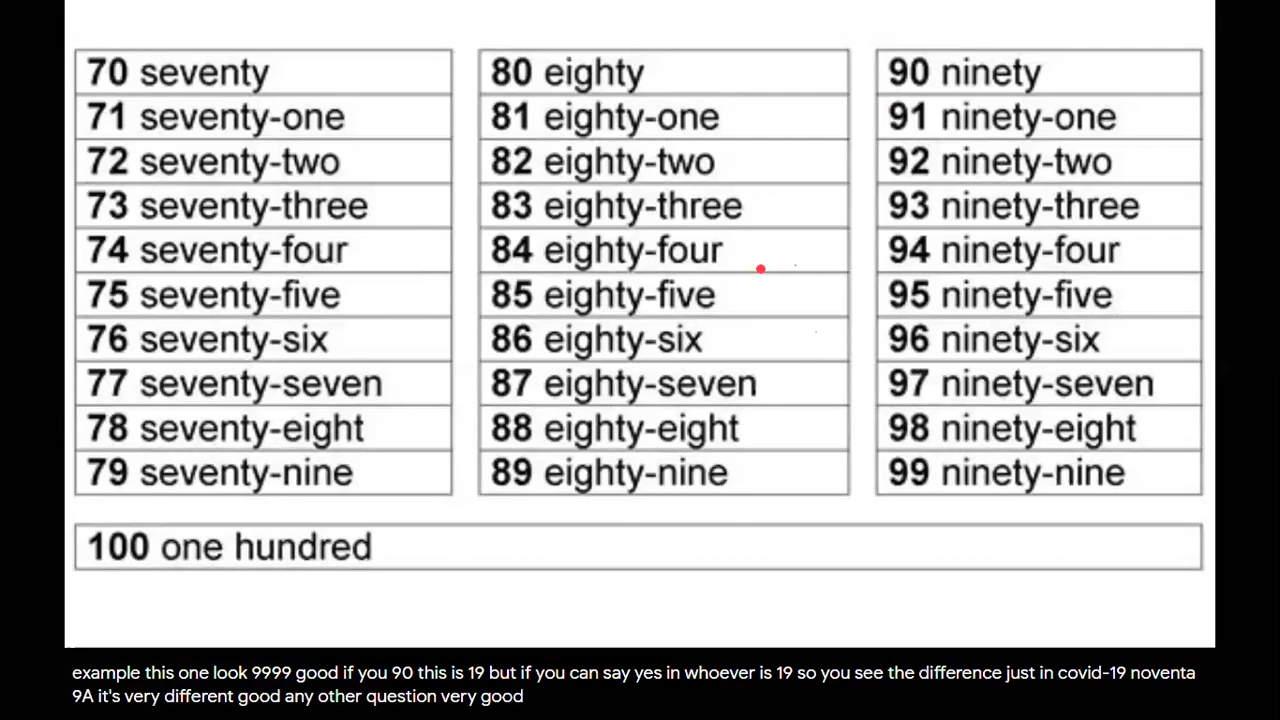 70 seventy
71 seventy-one
72 seventy-two
73 seventy-three
74 seventy-four
75 seventy-five
76 seventy-six
77 seventy-seven
78 seventy-eight
79 seventy-nine
80 eighty
81 eighty-one
82 eighty-two
83 eighty-three
84 eighty-four
85 eighty-five
86 eighty-six
87 eighty-seven
88 eighty-eight
89 eighty-nine
90 ninety
91 ninety-one
92 ninety-two
93 ninety-three
94 ninety-four
95 ninety-five
96 ninety-six
97 ninety-seven
98 ninety-eight
99 ninety-nine
100 one hundred
example this one look 9999 good if you 90 this is 19 but if you can say yes in whoever is 19 so you see the difference just in covid-19 noventa
9A it's very different good any other question very good